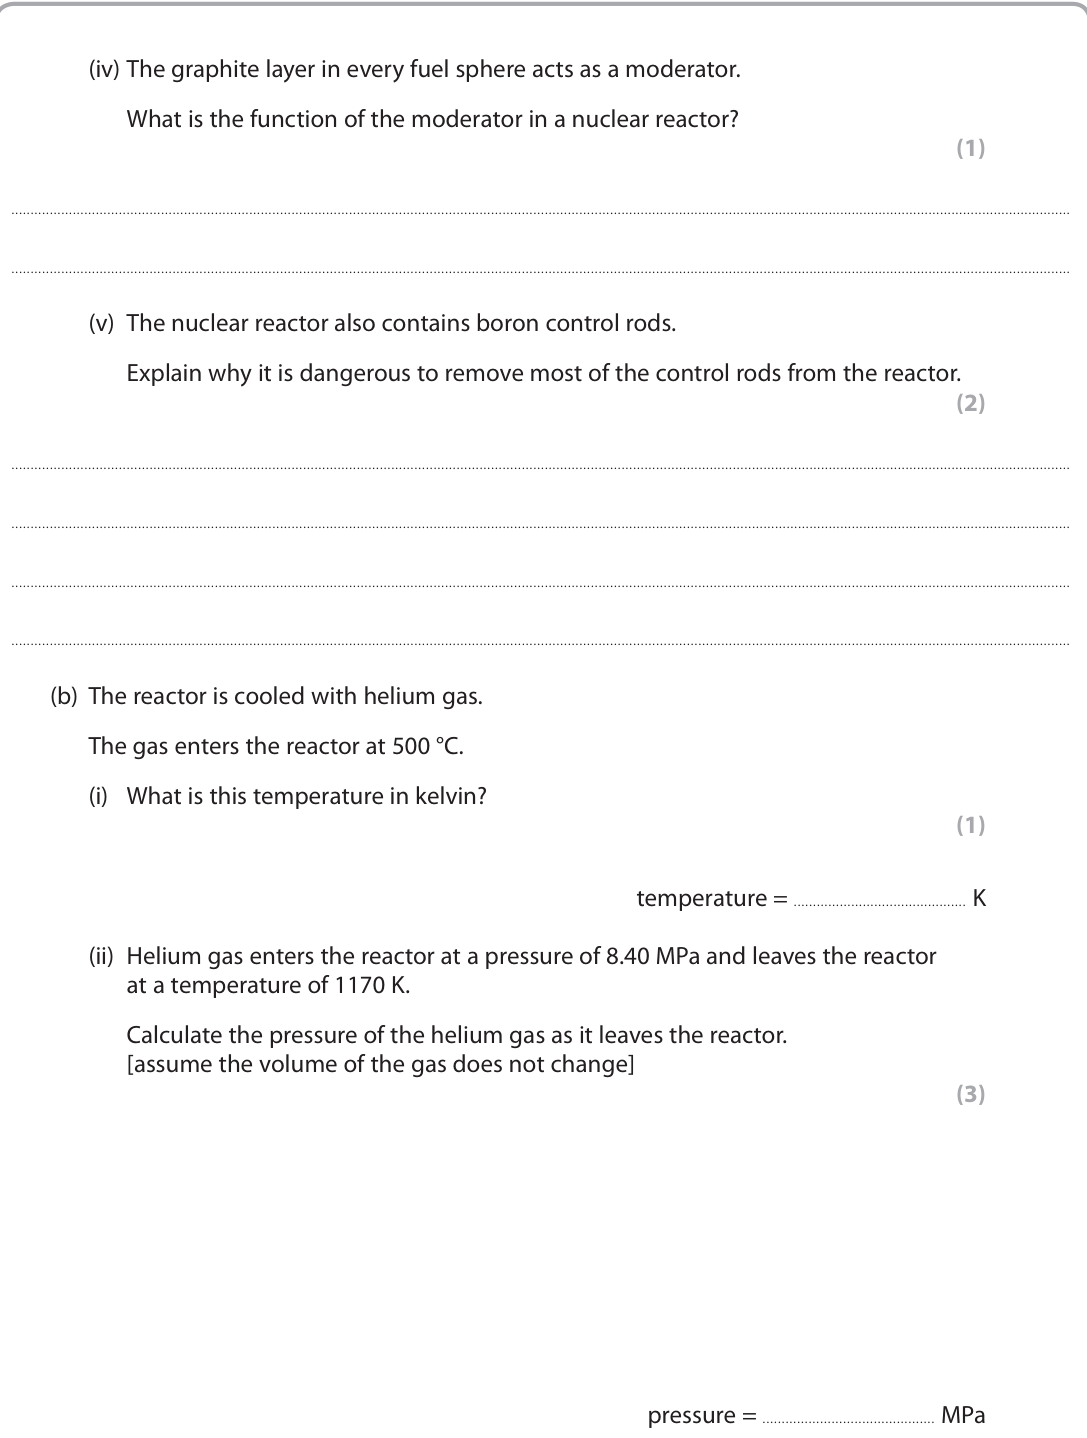 (iv) The graphite layer in every fuel sphere acts as a moderator.
What is the function of the moderator in a nuclear reactor?
(1)
(v) The nuclear reactor also contains boron control rods.
Explain why it is dangerous to remove most of the control rods from the reactor.
(2)
(b) The reactor is cooled with helium gas.
The gas enters the reactor at 500 °C.
(i) What is this temperature in kelvin?
(1)
temperature = ............................................. K
(ii) Helium gas enters the reactor at a pressure of 8.40 MPa and leaves the reactor
at a temperature of 1170 K.
Calculate the pressure of the helium gas as it leaves the reactor.
[assume the volume of the gas does not change]
(3)
pressure = ............................................. MPa